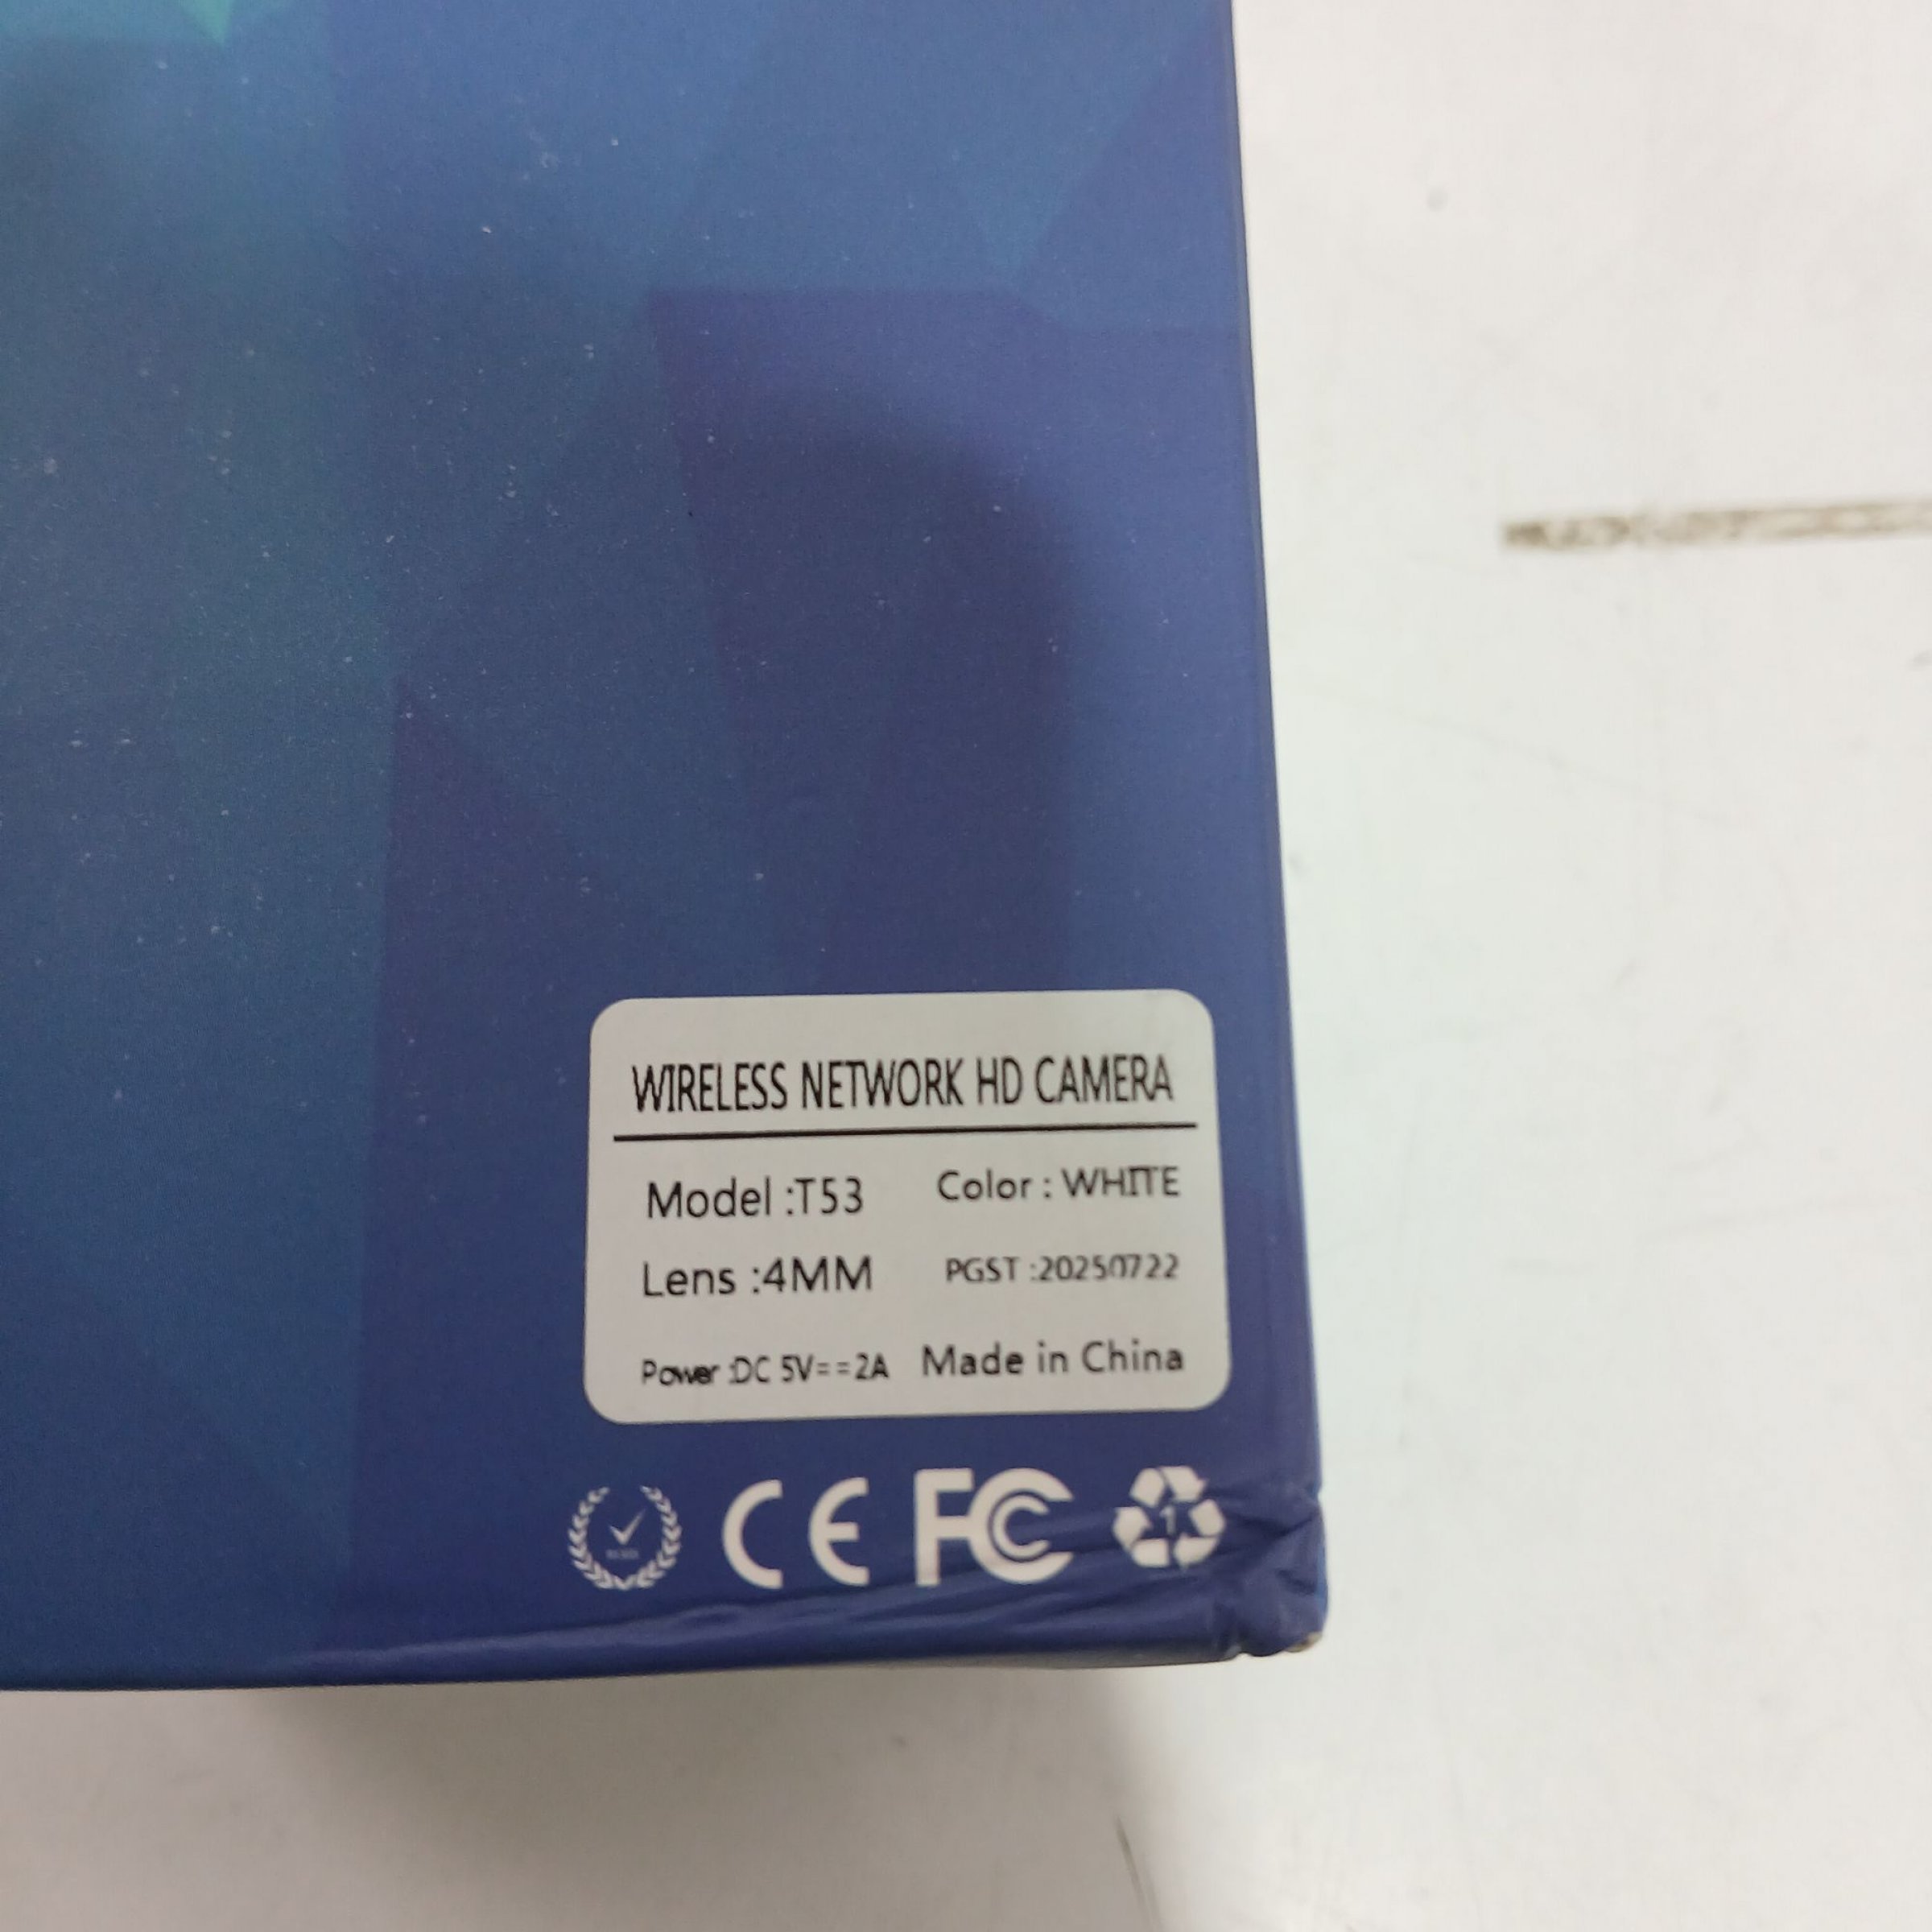 WIRELESS NETWORK HD CAMERA
Model :T53 Color : WHITE
Lens :4MM PGST :20250722
Power :DC 5V==2A Made in China
CE FC
1